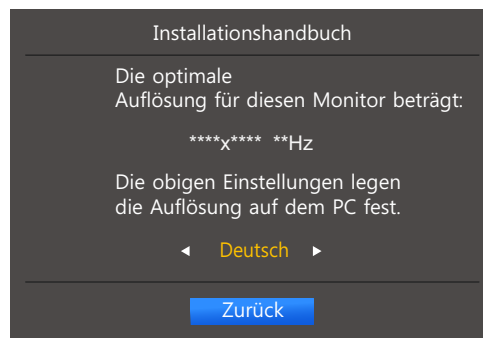 Installationshandbuch
Die optimale
Auflösung für diesen Monitor beträgt:
****x**** **Hz
Die obigen Einstellungen legen
die Auflösung auf dem PC fest.
◄ Deutsch ►
Zurück